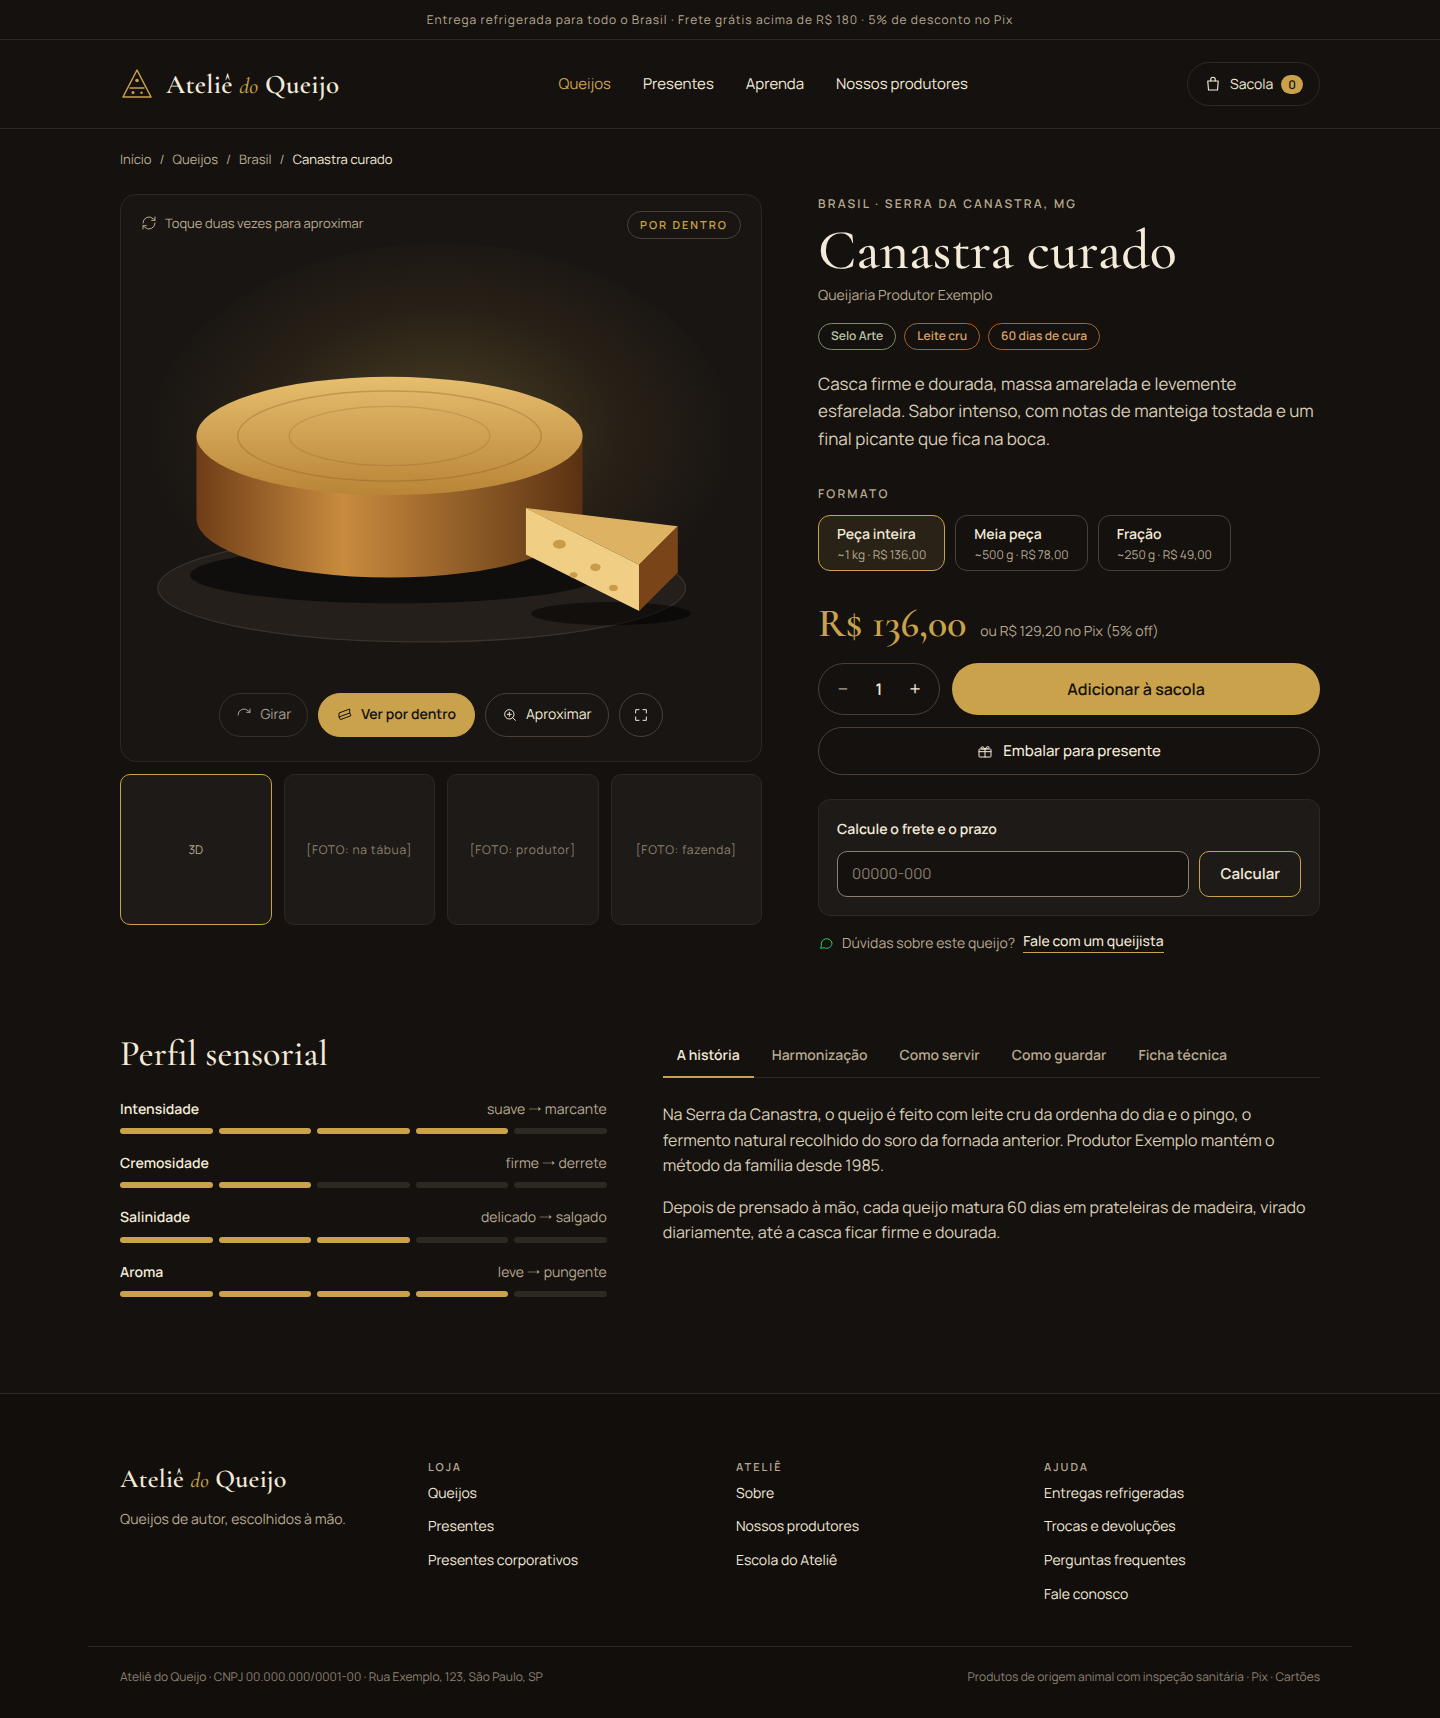 Entrega refrigerada para todo o Brasil · Frete grátis acima de R$ 180 · 5% de desconto no Pix
Ateliê do Queijo
Queijos
Presentes
Aprenda
Nossos produtores
Sacola 0
Início / Queijos / Brasil / Canastra curado
Toque duas vezes para aproximar
POR DENTRO
Girar
Ver por dentro
Aproximar
3D
[FOTO: na tábua]
[FOTO: produtor]
[FOTO: fazenda]
BRASIL · SERRA DA CANASTRA, MG
Canastra curado
Queijaria Produtor Exemplo
Selo Arte
Leite cru
60 dias de cura
Casca firme e dourada, massa amarelada e levemente
esfarelada. Sabor intenso, com notas de manteiga tostada e um
final picante que fica na boca.
FORMATO
Peça inteira
~1 kg · R$ 136,00
Meia peça
~500 g · R$ 78,00
Fração
~250 g · R$ 49,00
R$ 136,00 ou R$ 129,20 no Pix (5% off)
− 1 +
Adicionar à sacola
Embalar para presente
Calcule o frete e o prazo
00000-000
Calcular
Dúvidas sobre este queijo? Fale com um queijista
Perfil sensorial
Intensidade suave → marcante
Cremosidade firme → derrete
Salinidade delicado → salgado
Aroma leve → pungente
A história
Harmonização
Como servir
Como guardar
Ficha técnica
Na Serra da Canastra, o queijo é feito com leite cru da ordenha do dia e o pingo, o
fermento natural recolhido do soro da fornada anterior. Produtor Exemplo mantém o
método da família desde 1985.
Depois de prensado à mão, cada queijo matura 60 dias em prateleiras de madeira, virado
diariamente, até a casca ficar firme e dourada.
Ateliê do Queijo
Queijos de autor, escolhidos à mão.
LOJA
Queijos
Presentes
Presentes corporativos
ATELIÊ
Sobre
Nossos produtores
Escola do Ateliê
AJUDA
Entregas refrigeradas
Trocas e devoluções
Perguntas frequentes
Fale conosco
Ateliê do Queijo · CNPJ 00.000.000/0001-00 · Rua Exemplo, 123, São Paulo, SP
Produtos de origem animal com inspeção sanitária · Pix · Cartões